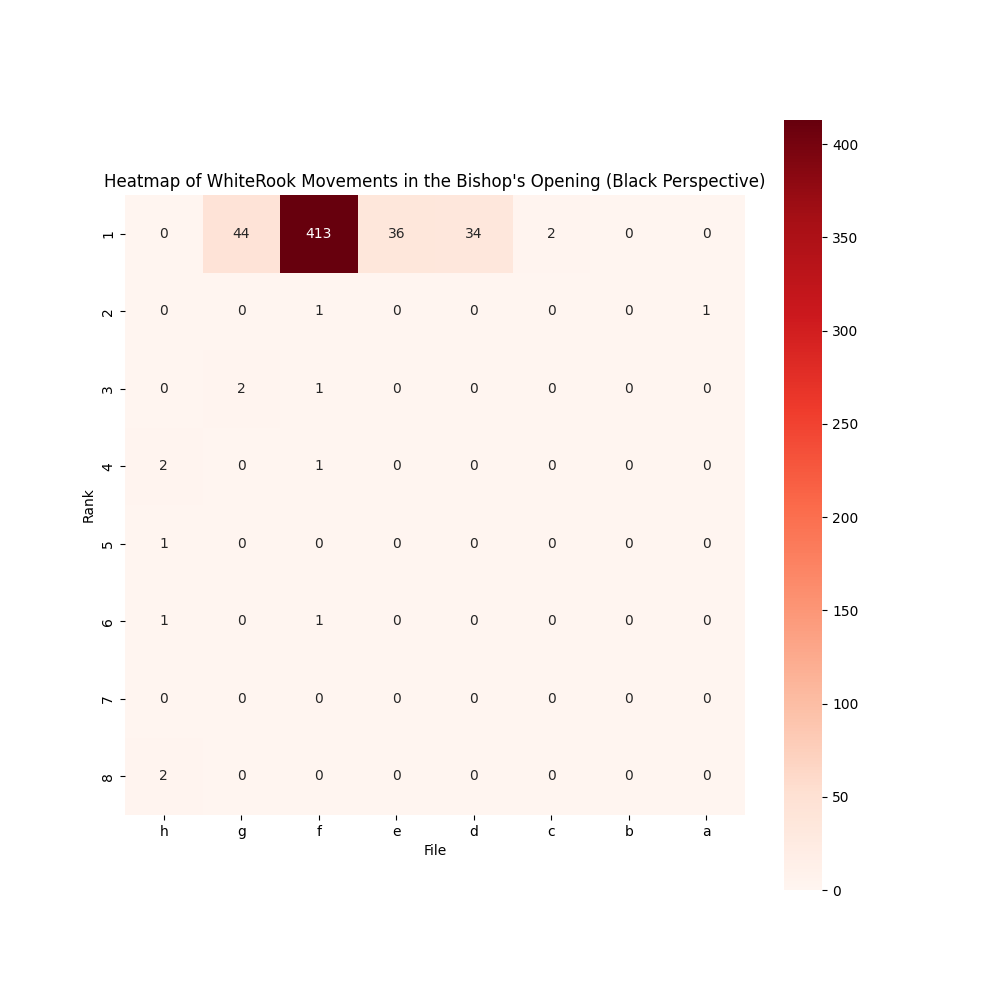 Heatmap of WhiteRook Movements in the Bishop's Opening (Black Perspective)
1 0 44 413 36 34 2 0 0
2 0 0 1 0 0 0 0 1
3 0 2 1 0 0 0 0 0
4 2 0 1 0 0 0 0 0
5 1 0 0 0 0 0 0 0
6 1 0 1 0 0 0 0 0
7 0 0 0 0 0 0 0 0
8 2 0 0 0 0 0 0 0
h g f e d c b a
File
Rank
400
350
300
250
200
150
100
50
0